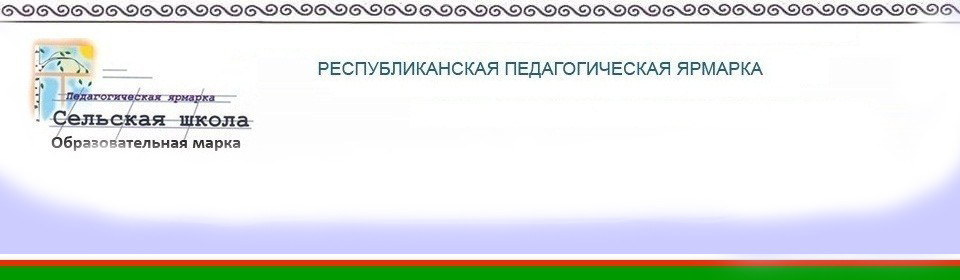 РЕСПУБЛИКАНСКАЯ ПЕДАГОГИЧЕСКАЯ ЯРМАРКА
Педагогическая ярмарка
Сельская школа
Образовательная марка